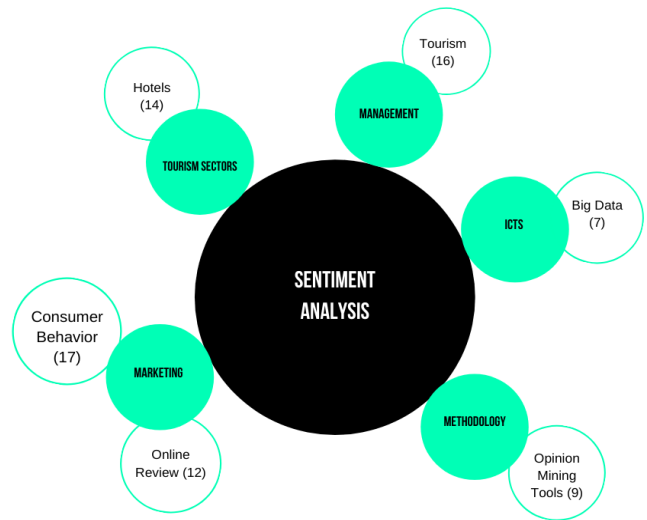 Tourism
(16)
Hotels
(14)
MANAGEMENT
TOURISM SECTORS
Big Data
(7)
ICTS
SENTIMENT
ANALYSIS
Consumer
Behavior
(17)
MARKETING
METHODOLOGY
Online
Review (12)
Opinion
Mining
Tools (9)